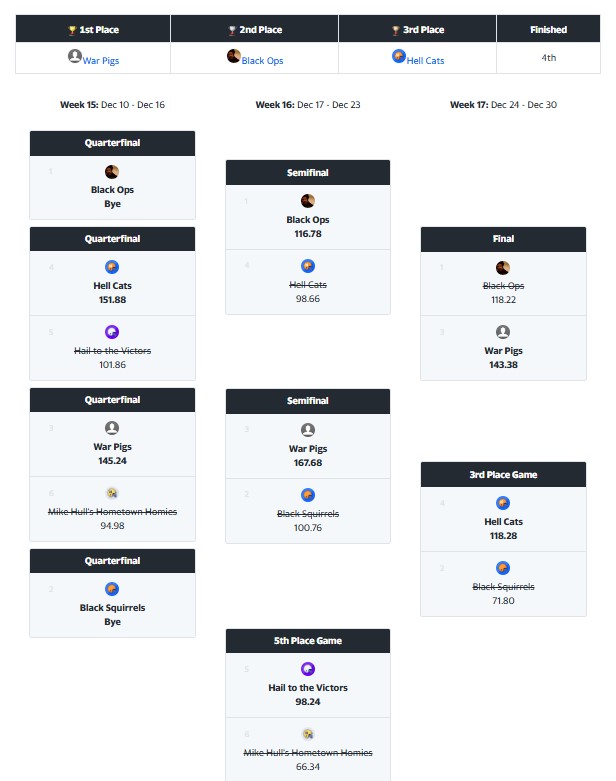 1st Place
2nd Place
3rd Place
Finished
War Pigs
Black Ops
Hell Cats
4th
Week 15: Dec 10 - Dec 16
Week 16: Dec 17 - Dec 23
Week 17: Dec 24 - Dec 30
Quarterfinal
1
Black Ops
Bye
Quarterfinal
4
Hell Cats
151.88
5
Hail to the Victors
101.86
Quarterfinal
3
War Pigs
145.24
6
Mike Hull's Hometown Homies
94.98
Quarterfinal
2
Black Squirrels
Bye
Semifinal
1
Black Ops
116.78
4
Hell Cats
98.66
Semifinal
3
War Pigs
167.68
2
Black Squirrels
100.76
5th Place Game
5
Hail to the Victors
98.24
6
Mike Hull's Hometown Homies
66.34
Final
1
Black Ops
118.22
3
War Pigs
143.38
3rd Place Game
4
Hell Cats
118.28
2
Black Squirrels
71.80